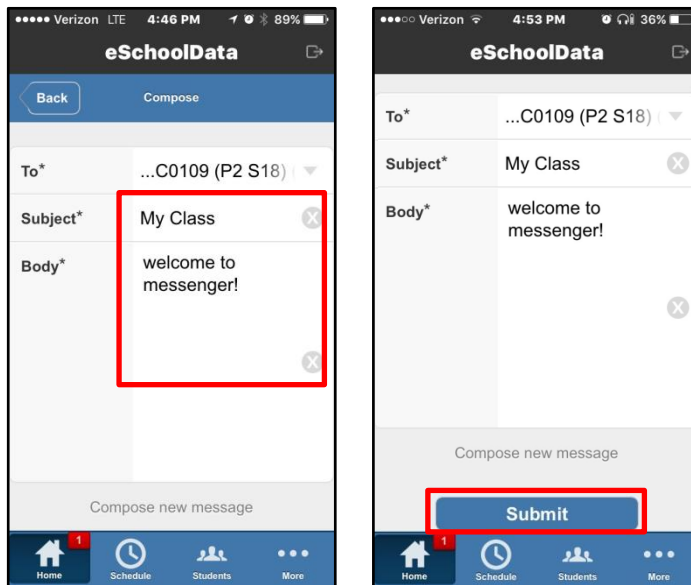 Verizon LTE 4:46 PM 89%
eSchoolData
Back Compose
To* ...C0109 (P2 S18)
Subject* My Class
Body* welcome to
messenger!
Compose new message
1
Home Schedule Students More
Verizon 4:53 PM 36%
eSchoolData
To* ...C0109 (P2 S18)
Subject* My Class
Body* welcome to
messenger!
Compose new message
Submit
1
Home Schedule Students More